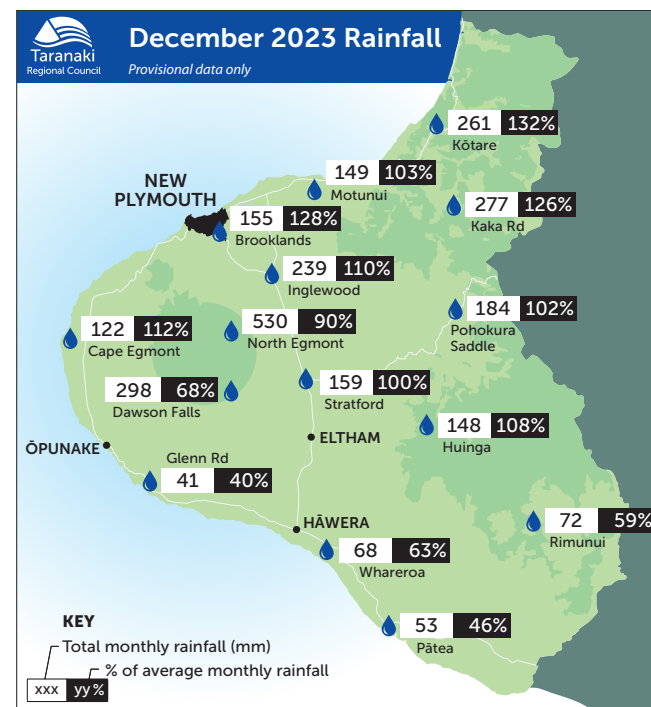 Taranaki
Regional Council
December 2023 Rainfall
Provisional data only
261 132%
Kōtare
149 103%
Motunui
NEW
PLYMOUTH
277 126%
Kaka Rd
155 128%
Brooklands
239 110%
Inglewood
184 102%
Pohokura
Saddle
530 90%
North Egmont
122 112%
Cape Egmont
298 68%
Dawson Falls
159 100%
Stratford
148 108%
Huinga
ŌPUNAKE
ELTHAM
Glenn Rd
41 40%
HĀWERA
72 59%
Rimunui
68 63%
Whareroa
53 46%
Pātea
KEY
Total monthly rainfall (mm)
% of average monthly rainfall
xxx yy%